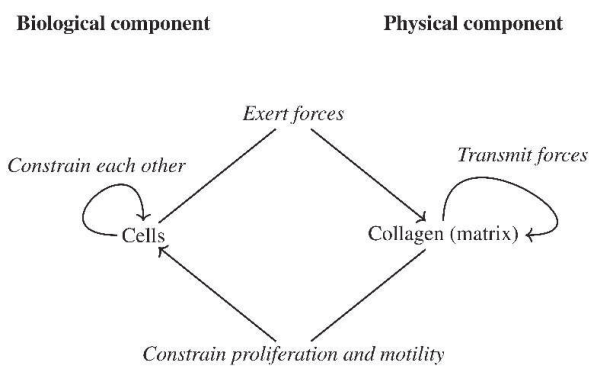 Biological component
Physical component
Exert forces
Constrain each other
Transmit forces
Cells
Collagen (matrix)
Constrain proliferation and motility